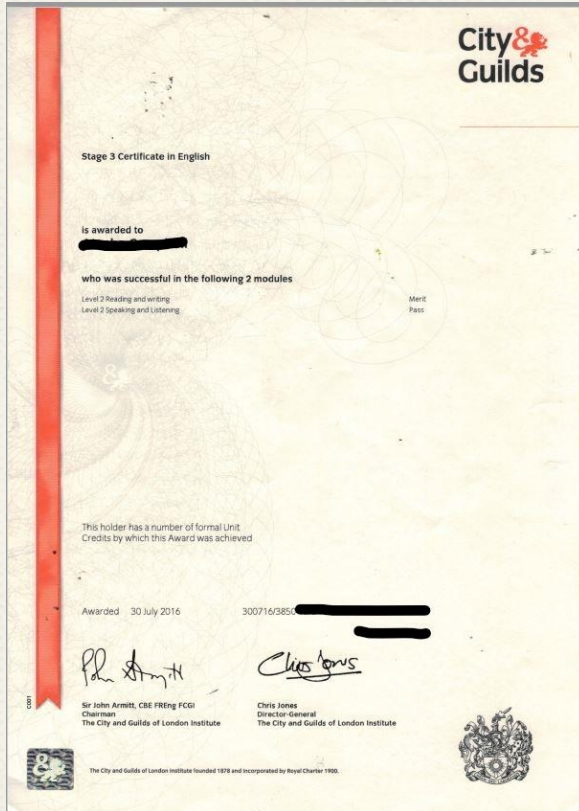 City&
Guilds
Stage 3 Certificate in English
is awarded to
who was successful in the following 2 modules
Level 2 Reading and writing Merit
Level 2 Speaking and Listening Pass
This holder has a number of formal Unit
Credits by which this Award was achieved
Awarded 30 July 2016 300716/3850
John Armitt Chris Jones
Sir John Armitt, CBE FREng FCGI Chris Jones
Chairman Director-General
The City and Guilds of London Institute The City and Guilds of London Institute
The City and Guilds of London Institute founded 1878 and incorporated by Royal Charter 1900.